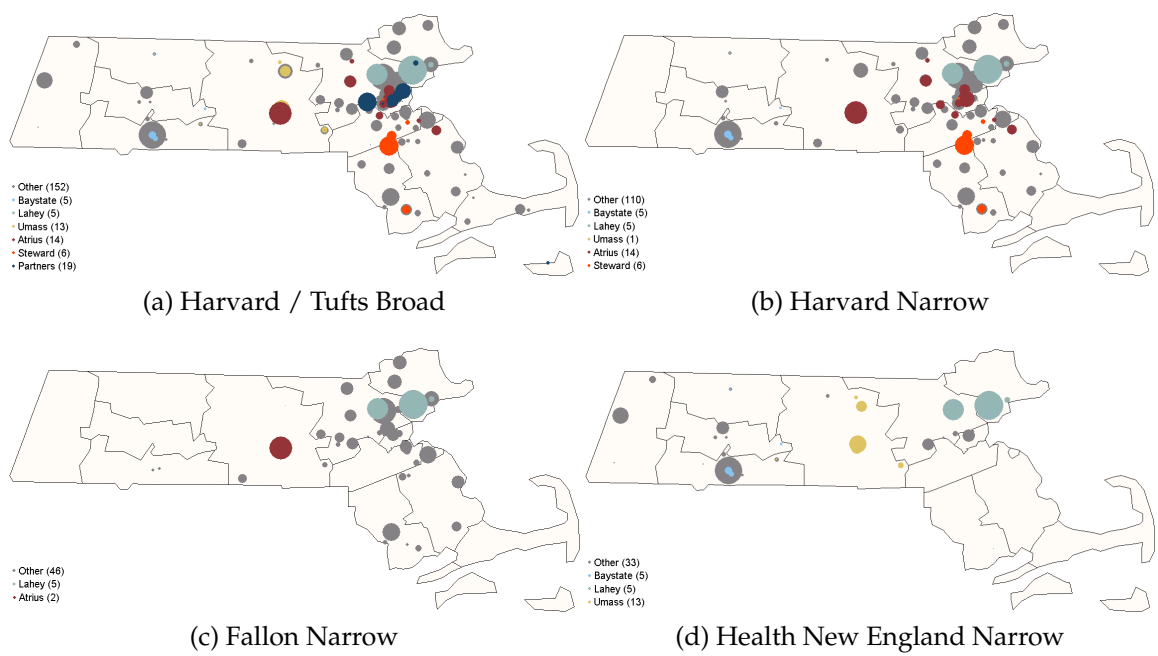 Other (152)
Baystate (5)
Lahey (5)
Umass (13)
Atrius (14)
Steward (6)
Partners (19)
(a) Harvard / Tufts Broad
Other (110)
Baystate (5)
Lahey (5)
Umass (1)
Atrius (14)
Steward (6)
(b) Harvard Narrow
Other (46)
Lahey (5)
Atrius (2)
(c) Fallon Narrow
Other (33)
Baystate (5)
Lahey (5)
Umass (13)
(d) Health New England Narrow